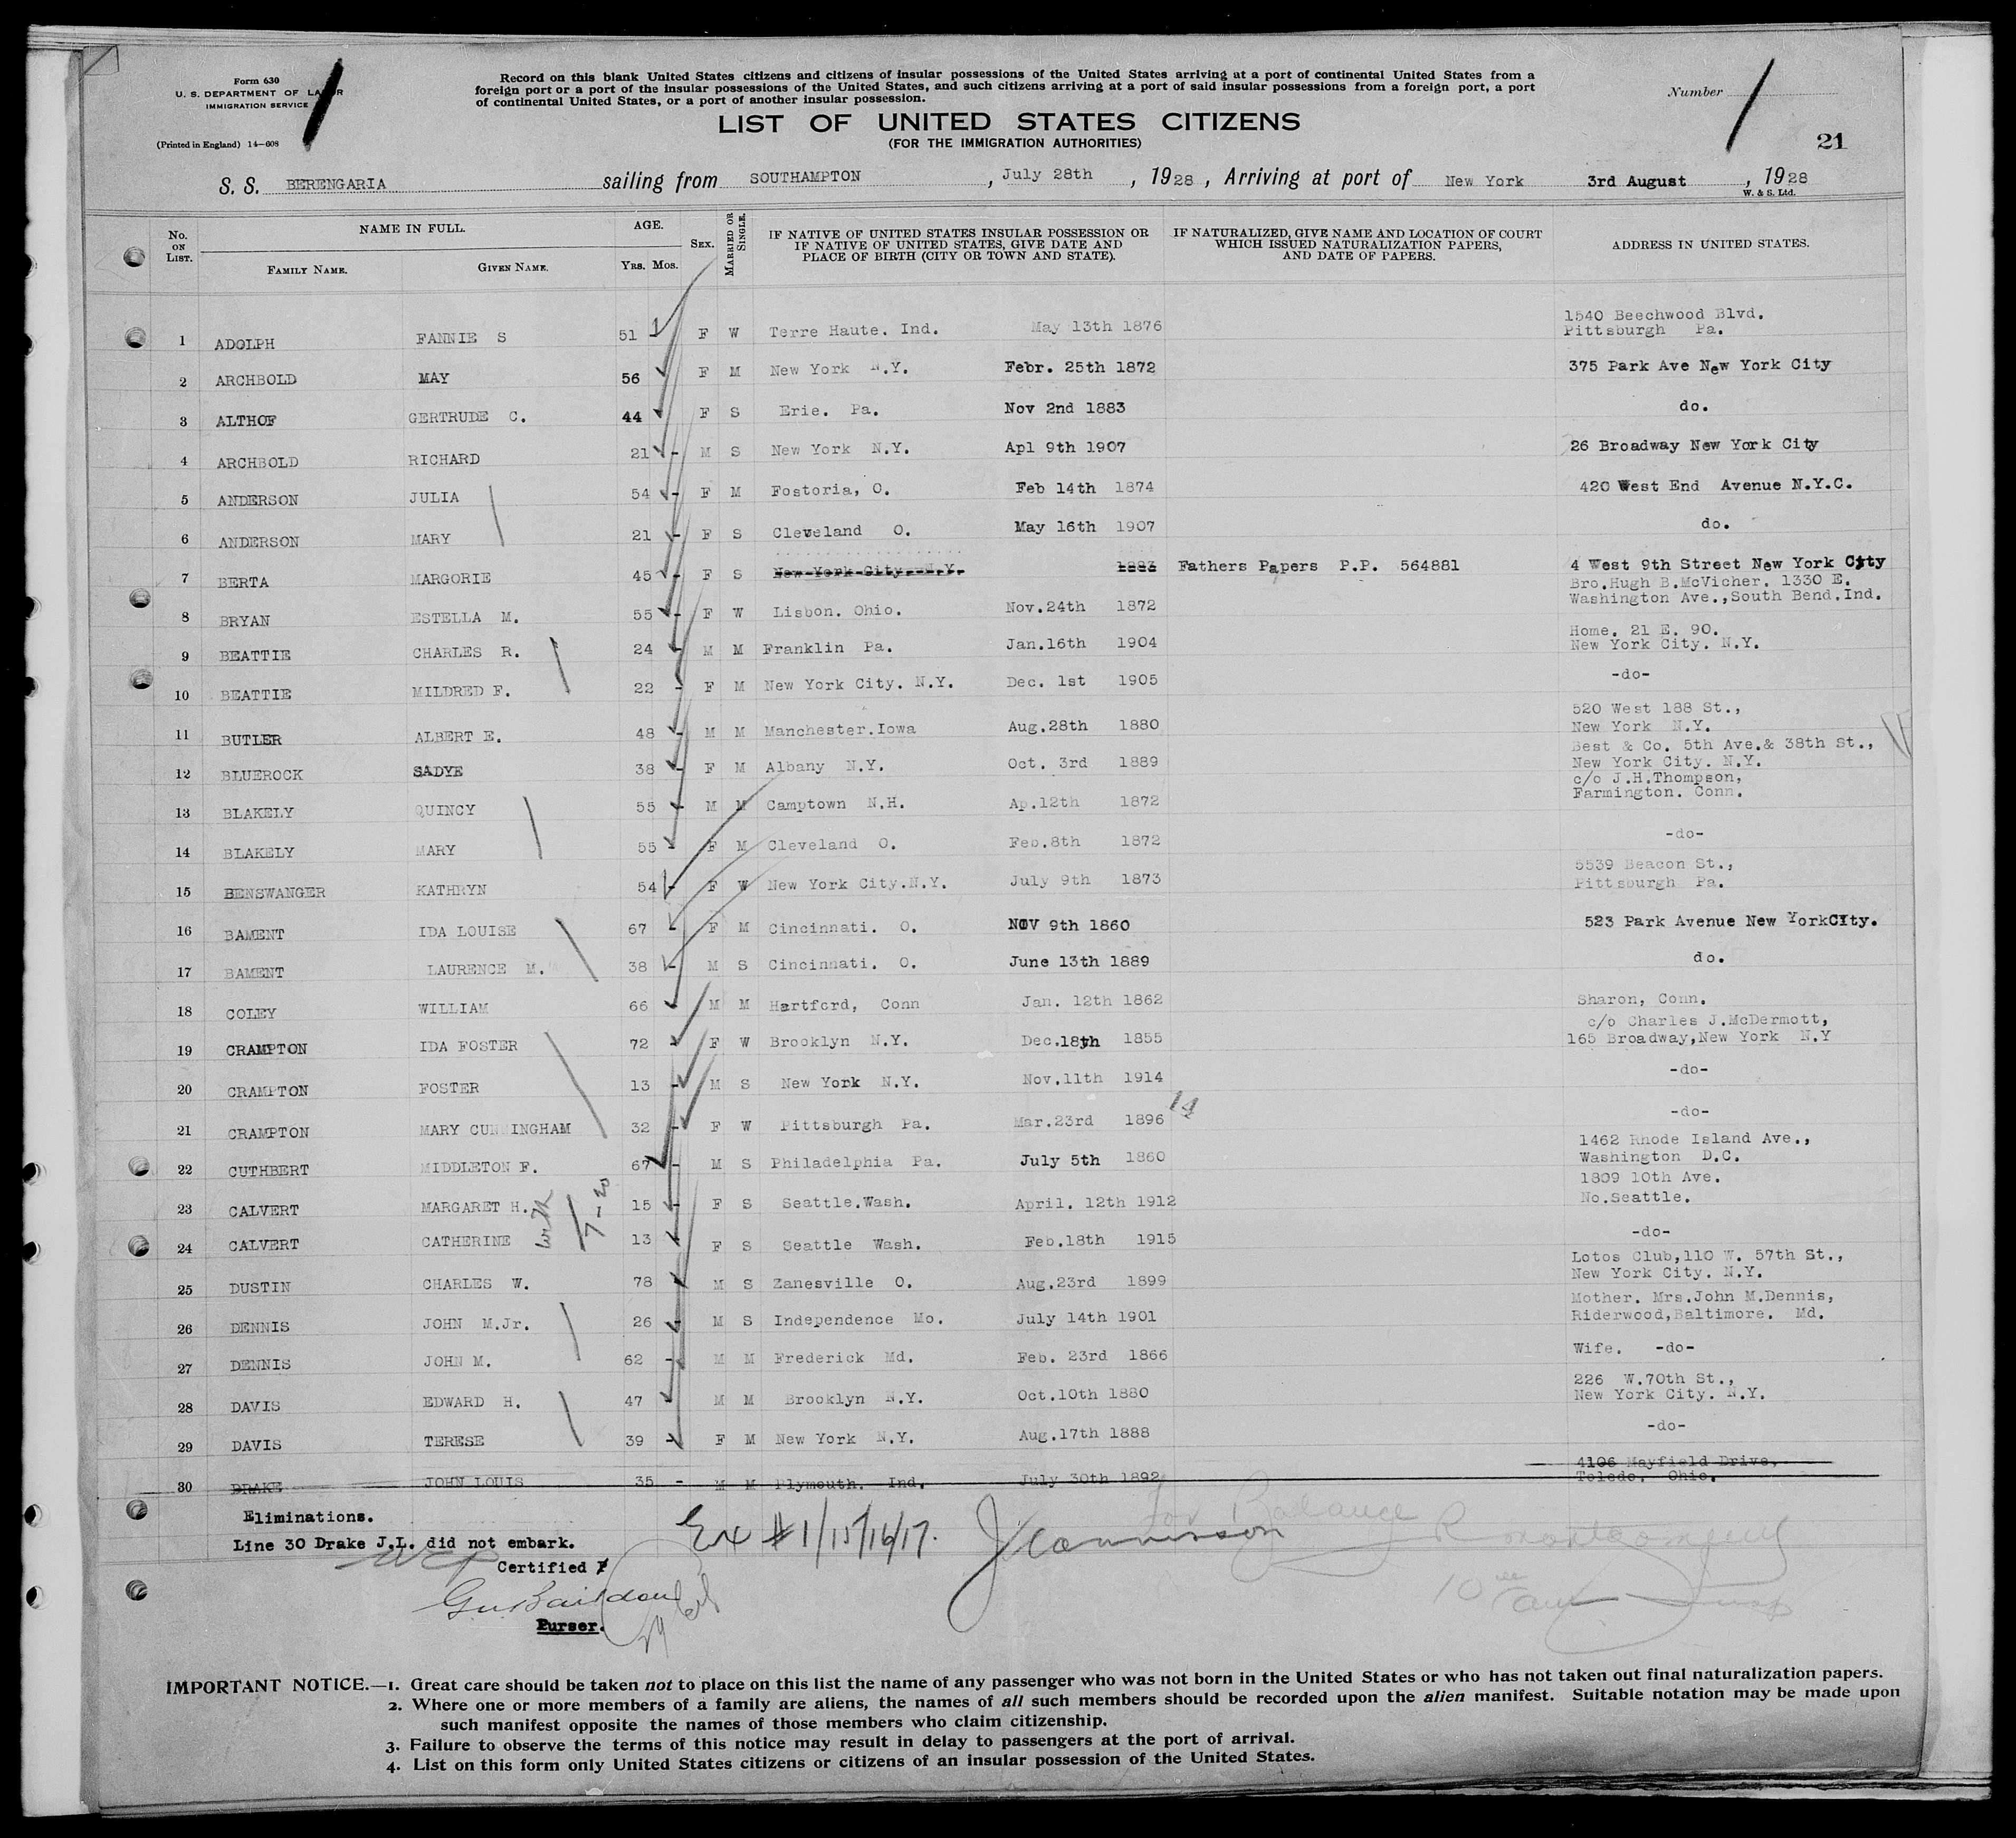 Form 630
U. S. DEPARTMENT OF LABOR
IMMIGRATION SERVICE
(Printed in England) 14—608
Record on this blank United States citizens and citizens of insular possessions of the United States arriving at a port of continental United States from a
foreign port or a port of the insular possessions of the United States, and such citizens arriving at a port of said insular possessions from a foreign port, a port
of continental United States, or a port of another insular possession.
Number
LIST OF UNITED STATES CITIZENS
(FOR THE IMMIGRATION AUTHORITIES)
21
S. S. BERENGARIA sailing from SOUTHAMPTON, July 28th, 1928, Arriving at port of New York 3rd August, 1928
W. & S. Ltd.
No. ON LIST. NAME IN FULL. AGE. SEX. MARRIED OR SINGLE. IF NATIVE OF UNITED STATES INSULAR POSSESSION OR IF NATIVE OF UNITED STATES, GIVE DATE AND PLACE OF BIRTH (CITY OR TOWN AND STATE). IF NATURALIZED, GIVE NAME AND LOCATION OF COURT WHICH ISSUED NATURALIZATION PAPERS, AND DATE OF PAPERS. ADDRESS IN UNITED STATES.
FAMILY NAME. GIVEN NAME. YRS. MOS.
1 ADOLPH FANNIE S 51 F W Terre Haute. Ind. May 13th 1876 1540 Beechwood Blvd. Pittsburgh Pa.
2 ARCHBOLD MAY 56 F M New York N.Y. Febr. 25th 1872 375 Park Ave New York City
3 ALTHOF GERTRUDE C. 44 F S Erie. Pa. Nov 2nd 1883 do.
4 ARCHBOLD RICHARD 21 - M S New York N.Y. Apl 9th 1907 26 Broadway New York City
5 ANDERSON JULIA 54 - F M Fostoria, O. Feb 14th 1874 420 West End Avenue N.Y.C.
6 ANDERSON MARY 21 - F S Cleveland O. May 16th 1907 do.
7 BERTA MARGORIE 45 - F S New York City. N.Y. 1883 Fathers Papers P.P. 564881 4 West 9th Street New York City
8 BRYAN ESTELLA M. 55 - F W Lisbon. Ohio. Nov.24th 1872 Bro.Hugh B.McVicher. 1330 E. Washington Ave.,South Bend.Ind.
9 BEATTIE CHARLES R. 24 - M M Franklin Pa. Jan.16th 1904 Home. 21 E. 90. New York City. N.Y.
10 BEATTIE MILDRED F. 22 - F M New York City. N.Y. Dec. 1st 1905 -do-
11 BUTLER ALBERT E. 48 - M M Manchester.Iowa Aug.28th 1880 520 West 188 St., New York N.Y.
12 BLUEROCK SADYE 38 - F M Albany N.Y. Oct. 3rd 1889 Best & Co. 5th Ave.& 38th St., New York City. N.Y.
13 BLAKELY QUINCY 55 - M M Camptown N.H. Ap.12th 1872 c/o J.H.Thompson, Farmington. Conn.
14 BLAKELY MARY 55 - F M Cleveland O. Feb.8th 1872 -do-
15 BENSWANGER KATHRYN 54 - F W New York City.N.Y. July 9th 1873 5539 Beacon St., Pittsburgh Pa.
16 BAMENT IDA LOUISE 67 - F M Cincinnati. O. NOV 9th 1860 523 Park Avenue New YorkCIty.
17 BAMENT LAURENCE M. 38 - M S Cincinnati. O. June 13th 1889 do.
18 COLEY WILLIAM 66 - M M Hartford, Conn Jan. 12th 1862 Sharon, Conn.
19 CRAMPTON IDA FOSTER 72 - F W Brooklyn N.Y. Dec.18th 1855 c/o Charles J.McDermott, 165 Broadway,New York N.Y
20 CRAMPTON FOSTER 13 - M S New York N.Y. Nov.11th 1914 -do-
14
21 CRAMPTON MARY CUNNINGHAM 32 - F W Pittsburgh Pa. Mar.23rd 1896 -do-
22 CUTHBERT MIDDLETON F. 67 - M S Philadelphia Pa. July 5th 1860 1462 Rhode Island Ave., Washington D.C.
23 CALVERT MARGARET H. 15 - F S Seattle.Wash. April. 12th 1912 1809 10th Ave. No.Seattle.
with 7-20
24 CALVERT CATHERINE 13 - F S Seattle Wash. Feb.18th 1915 -do-
25 DUSTIN CHARLES W. 78 - M S Zanesville O. Aug.23rd 1899 Lotos Club,110 W. 57th St., New York City. N.Y.
26 DENNIS JOHN M.Jr. 26 - M S Independence Mo. July 14th 1901 Mother. Mrs.John M.Dennis, Riderwood,Baltimore. Md.
27 DENNIS JOHN M. 62 - M M Frederick Md. Feb. 23rd 1866 Wife. -do-
28 DAVIS EDWARD H. 47 - M M Brooklyn N.Y. Oct.10th 1880 226 W.70th St., New York City. N.Y.
29 DAVIS TERESE 39 - F M New York N.Y. Aug.17th 1888 -do-
30 DRAKE JOHN LOUIS 35 - M M Plymouth. Ind. July 30th 1892 4106 Mayfield Drive, Toledo. Ohio.
Eliminations.
Line 30 Drake J.L. did not embark.
Ex #1/15/16/17.
for Balance
R Montgomery
Certified
Purser.
IMPORTANT NOTICE.—1. Great care should be taken not to place on this list the name of any passenger who was not born in the United States or who has not taken out final naturalization papers.
2. Where one or more members of a family are aliens, the names of all such members should be recorded upon the alien manifest. Suitable notation may be made upon
such manifest opposite the names of those members who claim citizenship.
3. Failure to observe the terms of this notice may result in delay to passengers at the port of arrival.
4. List on this form only United States citizens or citizens of an insular possession of the United States.